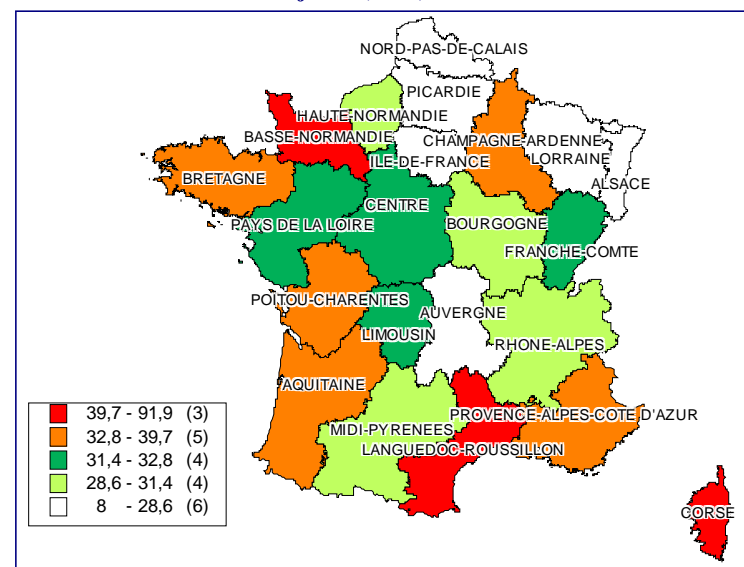 NORD-PAS-DE-CALAIS
PICARDIE
HAUTE-NORMANDIE
BASSE-NORMANDIE
CHAMPAGNE-ARDENNE
ILE-DE-FRANCE
LORRAINE
ALSACE
BRETAGNE
CENTRE
PAYS DE LA LOIRE
BOURGOGNE
FRANCHE-COMTE
POITOU-CHARENTES
AUVERGNE
LIMOUSIN
RHONE-ALPES
AQUITAINE
PROVENCE-ALPES-COTE D'AZUR
MIDI-PYRENEES
LANGUEDOC-ROUSSILLON
CORSE
39,7 - 91,9 (3)
32,8 - 39,7 (5)
31,4 - 32,8 (4)
28,6 - 31,4 (4)
8 - 28,6 (6)